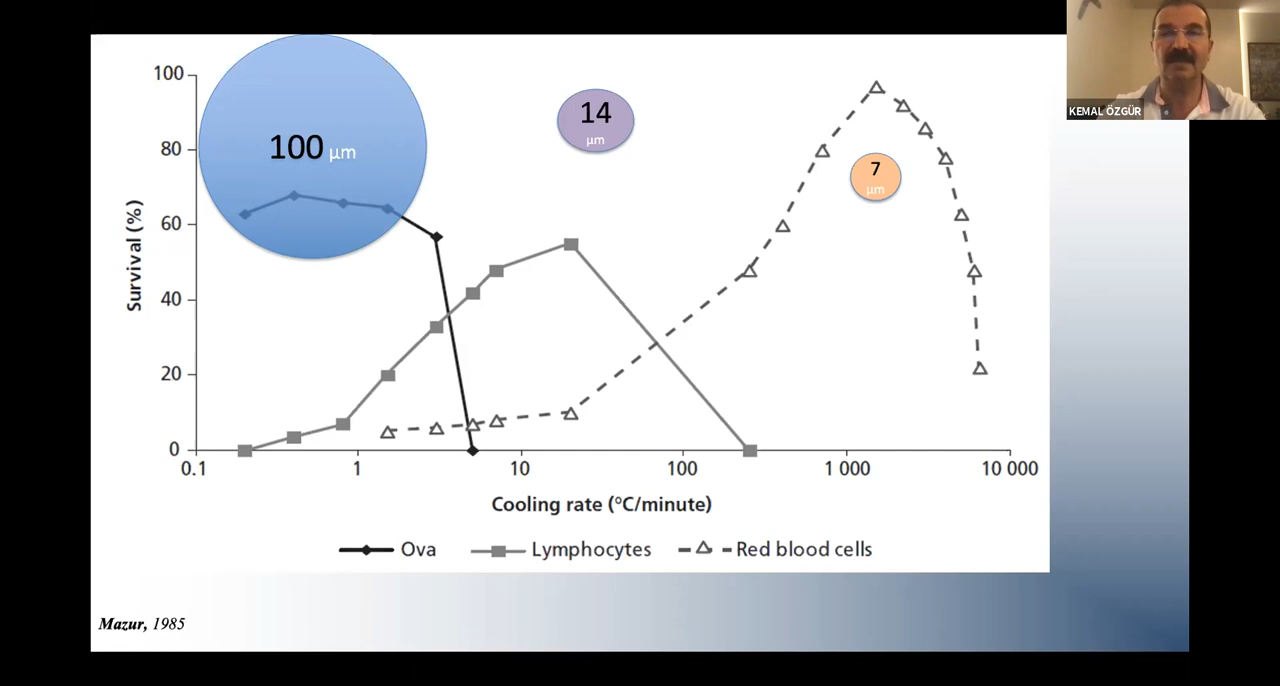 KEMAL ÖZGÜR
100 μm
14
μm
7
μm
Survival (%)
100
80
60
40
20
0
0.1 1 10 100 1 000 10 000
Cooling rate (°C/minute)
Ova Lymphocytes Red blood cells
Mazur, 1985